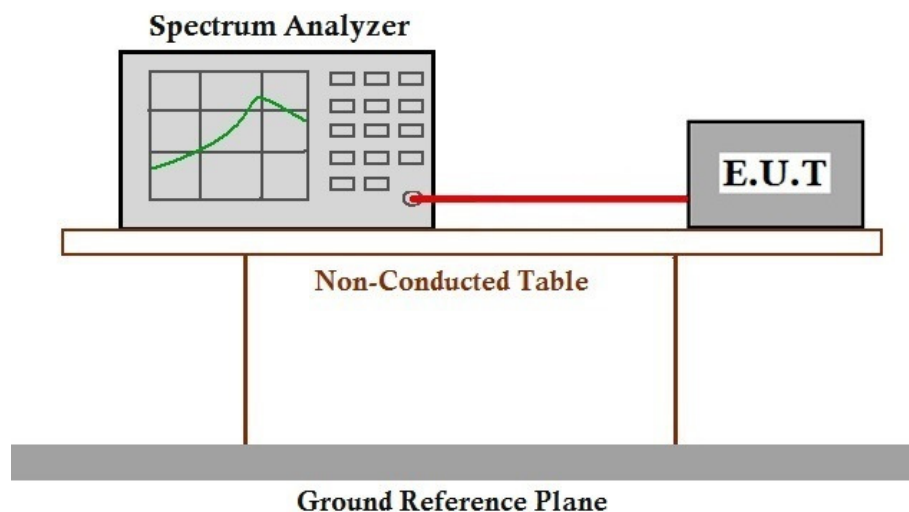 Spectrum Analyzer
E.U.T
Non-Conducted Table
Ground Reference Plane